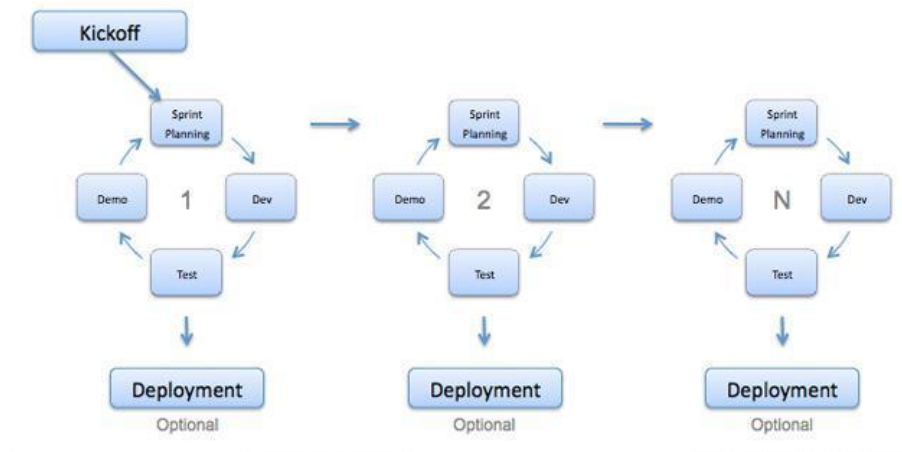 Kickoff
Sprint
Planning
Demo
1
Dev
Test
Deployment
Optional
Sprint
Planning
Demo
2
Dev
Test
Deployment
Optional
Sprint
Planning
Demo
N
Dev
Test
Deployment
Optional